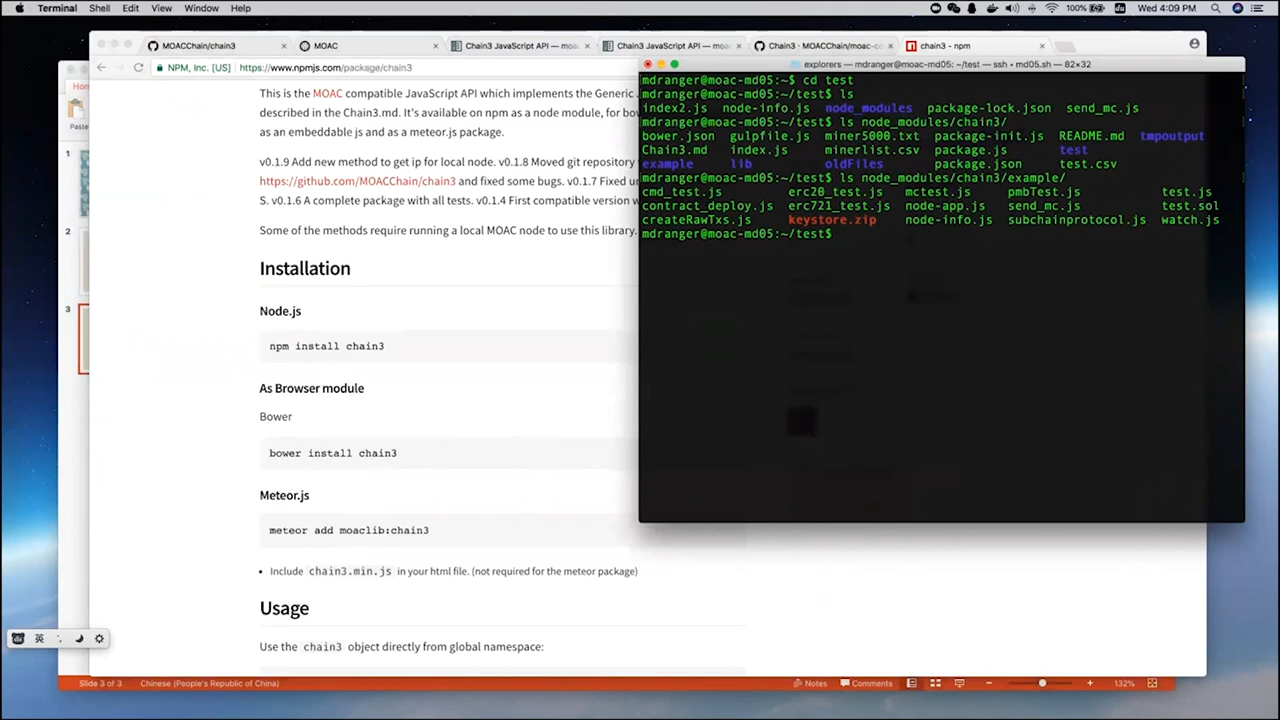 Terminal Shell Edit View Window Help 100% Wed 4:09 PM
MOACChain/chain3 × MOAC × Chain3 JavaScript API — moa × Chain3 JavaScript API — moa × Chain3 · MOACChain/moac-co × chain3 - npm ×
NPM, Inc. [US] https://www.npmjs.com/package/chain3
explorers — mdranger@moac-md05: ~/test — ssh • md05.sh — 82×32
Home
Paste
1
2
3
This is the MOAC compatible JavaScript API which implements the Generic
described in the Chain3.md. It's available on npm as a node module, for bow
as an embeddable js and as a meteor.js package.
v0.1.9 Add new method to get ip for local node. v0.1.8 Moved git repository
https://github.com/MOACChain/chain3 and fixed some bugs. v0.1.7 Fixed
S. v0.1.6 A complete package with all tests. v0.1.4 First compatible version
Some of the methods require running a local MOAC node to use this library.
Installation
Node.js
npm install chain3
As Browser module
Bower
bower install chain3
Meteor.js
meteor add moaclib:chain3
• Include chain3.min.js in your html file. (not required for the meteor package)
Usage
Use the chain3 object directly from global namespace:
mdranger@moac-md05:~$ cd test
mdranger@moac-md05:~/test$ ls
index2.js node-info.js node_modules package-lock.json send_mc.js
mdranger@moac-md05:~/test$ ls node_modules/chain3/
bower.json gulpfile.js miner5000.txt package-init.js README.md tmpoutput
Chain3.md index.js minerlist.csv package.js test
example lib oldFiles package.json test.csv
mdranger@moac-md05:~/test$ ls node_modules/chain3/example/
cmd_test.js erc20_test.js mctest.js pmbTest.js test.js
contract_deploy.js erc721_test.js node-app.js send_mc.js test.sol
createRawTxs.js keystore.zip node-info.js subchainprotocol.js watch.js
mdranger@moac-md05:~/test$
英
Slide 3 of 3 Chinese (People's Republic of China) Notes Comments 132%